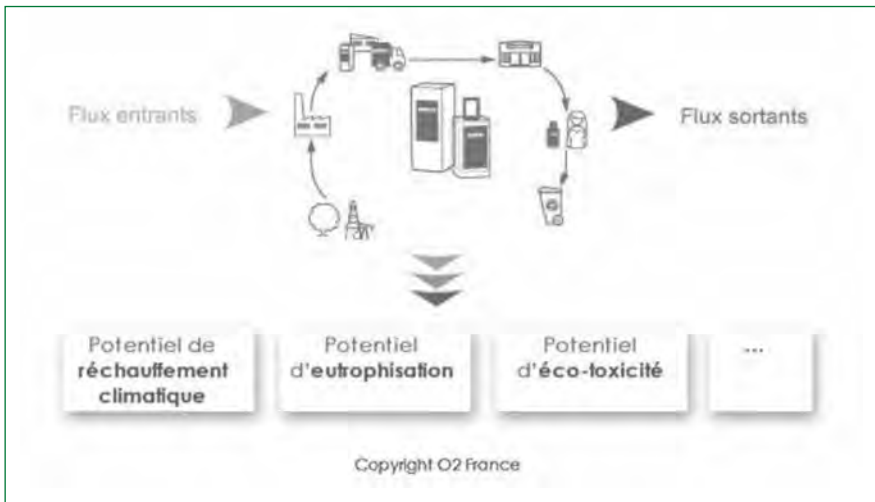 Flux entrants
Flux sortants
Potentiel de
réchauffement
climatique
Potentiel
d'eutrophisation
Potentiel
d'éco-toxicité
...
Copyright O2 France